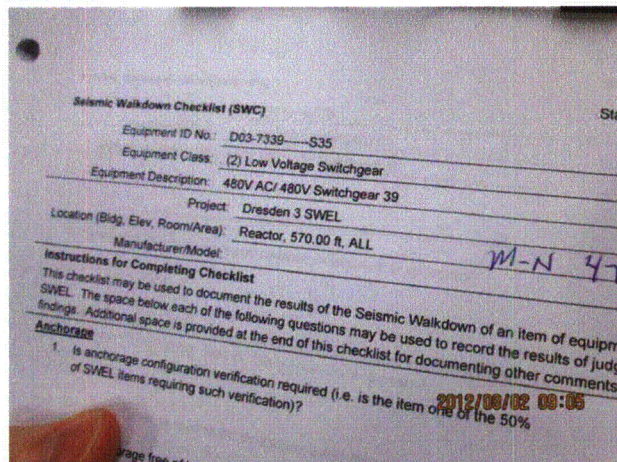 Seismic Walkdown Checklist (SWC)
Sta
Equipment ID No.: D03-7339------S35
Equipment Class: (2) Low Voltage Switchgear
Equipment Description: 480V AC/ 480V Switchgear 39
Project: Dresden 3 SWEL
Location (Bldg, Elev, Room/Area): Reactor, 570.00 ft, ALL
Manufacturer/Model:
M-N 47
Instructions for Completing Checklist
This checklist may be used to document the results of the Seismic Walkdown of an item of equipm
SWEL. The space below each of the following questions may be used to record the results of judg
findings. Additional space is provided at the end of this checklist for documenting other comments
Anchorage
1. Is anchorage configuration verification required (i.e. is the item one of the 50%
of SWEL items requiring such verification)?
2012/08/02 09:05
rage free of